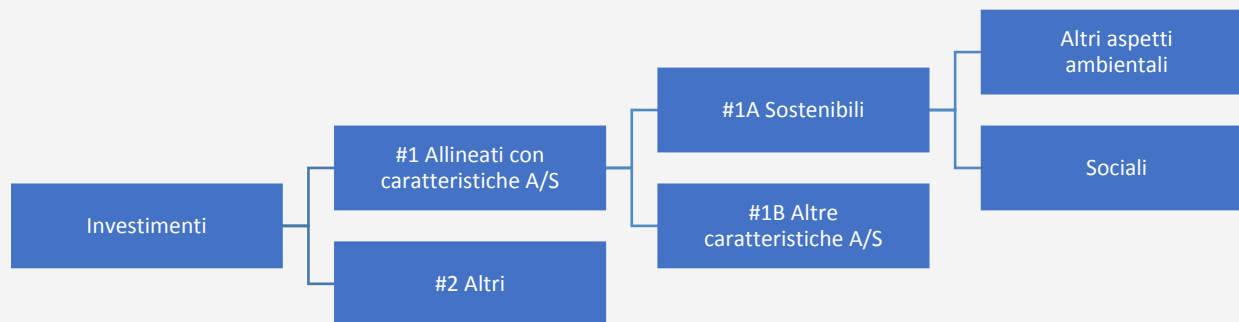 Investimenti
#1 Allineati con
caratteristiche A/S
#2 Altri
#1A Sostenibili
#1B Altre
caratteristiche A/S
Altri aspetti
ambientali
Sociali